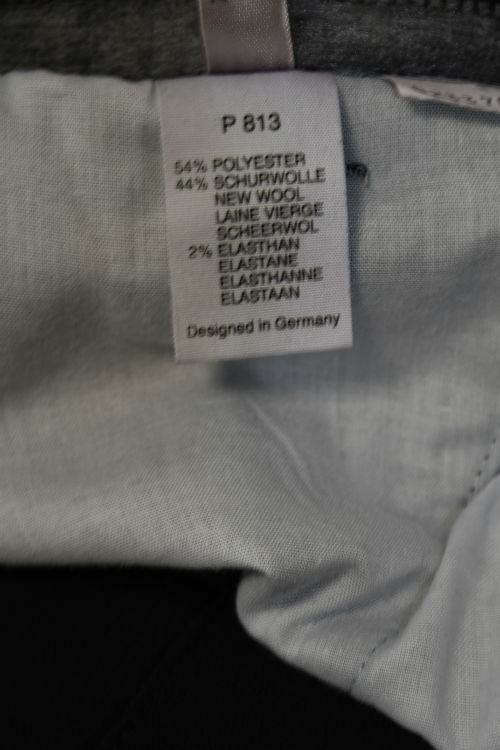 P 813
54% POLYESTER
44% SCHURWOLLE
NEW WOOL
LAINE VIERGE
SCHEERWOL
2% ELASTHAN
ELASTANE
ELASTHANNE
ELASTAAN
Designed in Germany